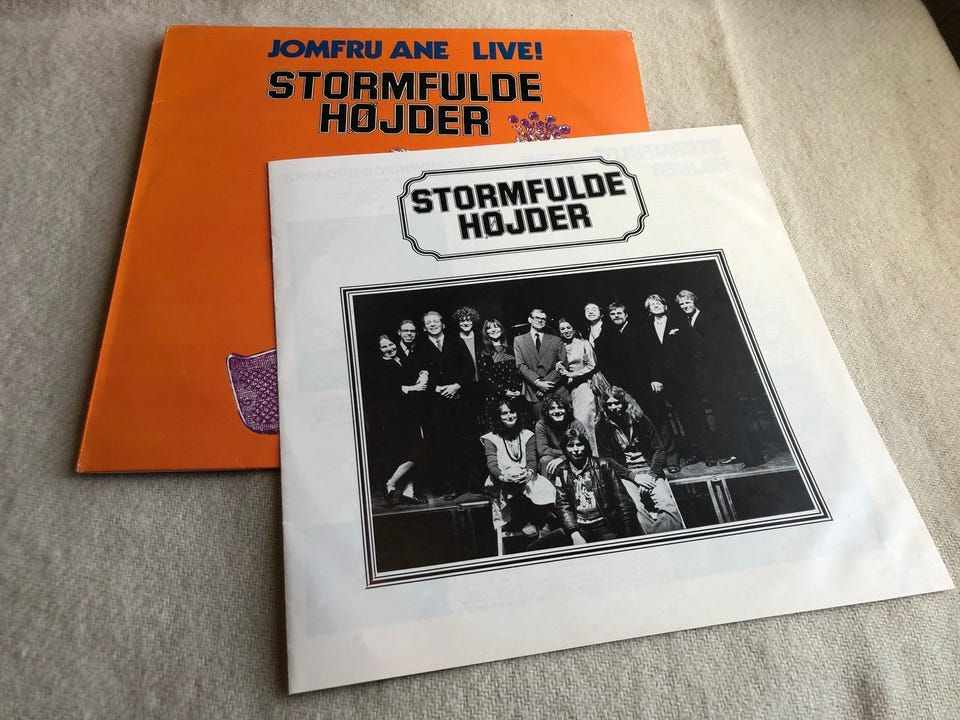 JOMFRU ANE LIVE!
STORMFULDE
HØJDER
STORMFULDE
HØJDER